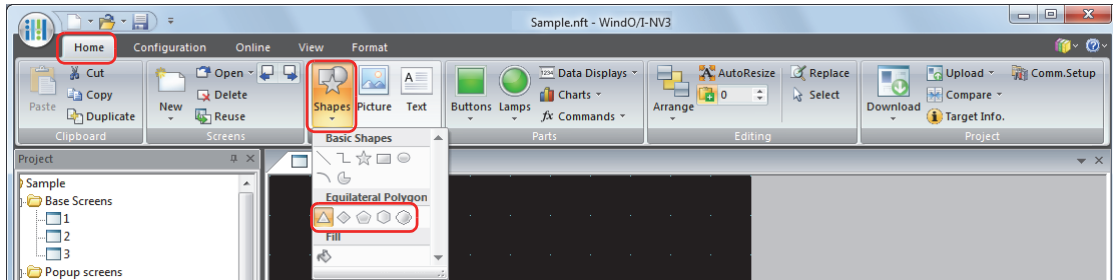 Sample.nft - WindO/I-NV3
Home Configuration Online View Format
Cut
Copy
Duplicate
Paste
Clipboard
New
Open
Delete
Reuse
Screens
Shapes
Picture
Text
Buttons
Lamps
1234 Data Displays
Charts
fx Commands
Parts
Arrange
AutoResize
0
Replace
Select
Editing
Download
Upload
Compare
Target Info.
Comm.Setup
Project
Basic Shapes
Equilateral Polygon
Fill
Project
Sample
Base Screens
1
2
3
Popup screens